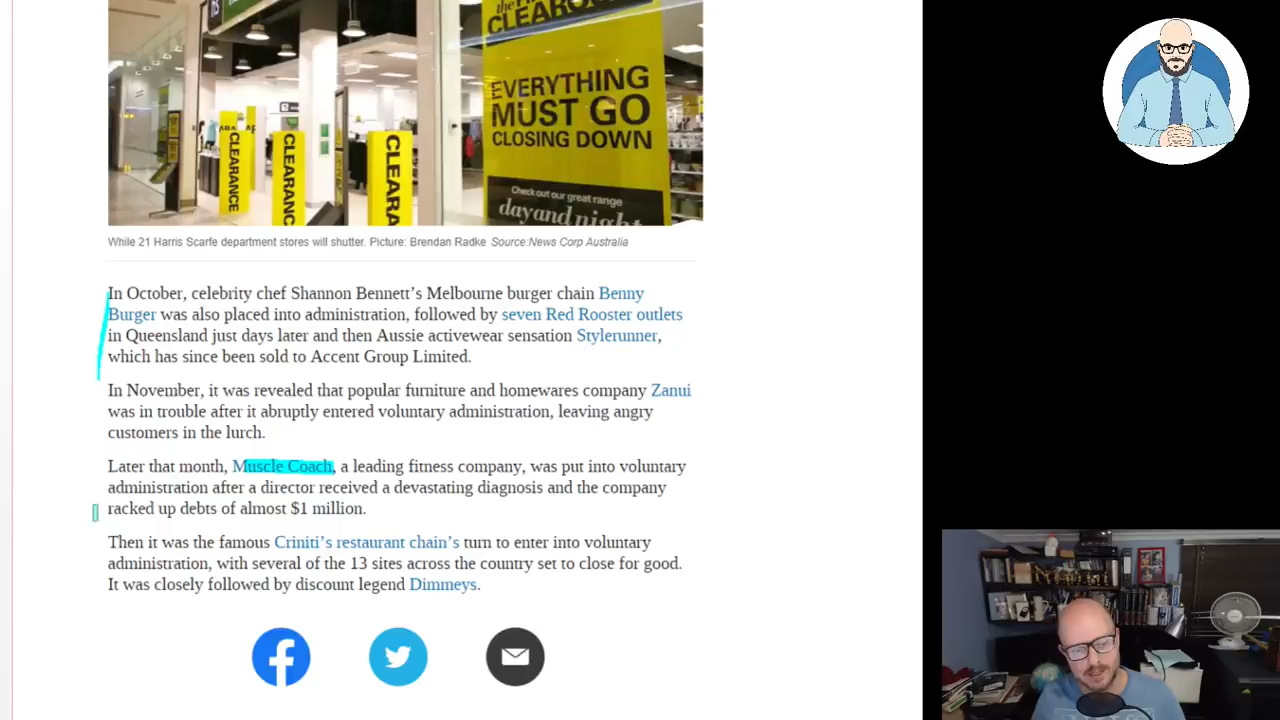 the
CLEARANCE
EVERYTHING
MUST GO
CLOSING DOWN
Check out our great range
day and night
CLEARANCE
CLEARANC
CLEARA
While 21 Harris Scarfe department stores will shutter. Picture: Brendan Radke Source:News Corp Australia
In October, celebrity chef Shannon Bennett’s Melbourne burger chain Benny
Burger was also placed into administration, followed by seven Red Rooster outlets
in Queensland just days later and then Aussie activewear sensation Stylerunner,
which has since been sold to Accent Group Limited.
In November, it was revealed that popular furniture and homewares company Zanui
was in trouble after it abruptly entered voluntary administration, leaving angry
customers in the lurch.
Later that month, Muscle Coach, a leading fitness company, was put into voluntary
administration after a director received a devastating diagnosis and the company
racked up debts of almost $1 million.
Then it was the famous Criniti’s restaurant chain’s turn to enter into voluntary
administration, with several of the 13 sites across the country set to close for good.
It was closely followed by discount legend Dimmeys.